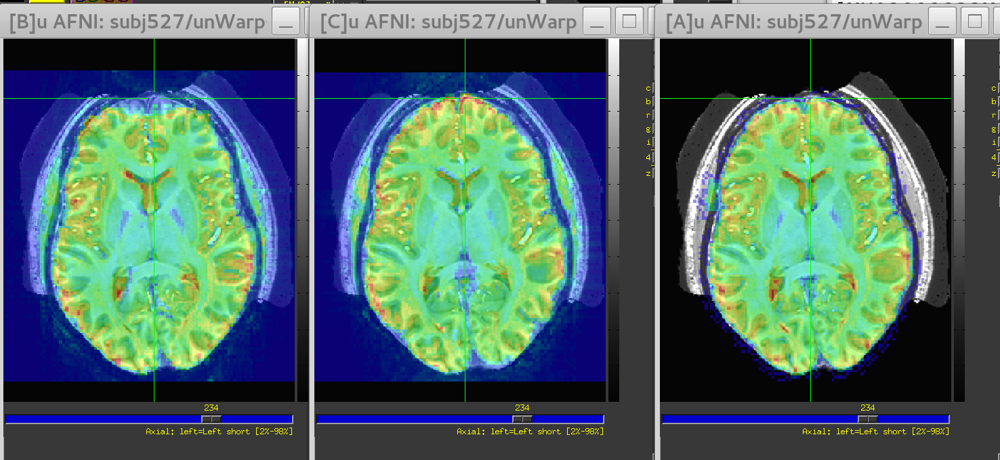 [B]u AFNI: subj527/unWarp
[C]u AFNI: subj527/unWarp
[A]u AFNI: subj527/unWarp
c
b
r
g
i
4
z
c
b
r
g
i
4
z
234
234
234
Axial: left=Left short [2%-98%]
Axial: left=Left short [2%-98%]
Axial: left=Left short [2%-98%]